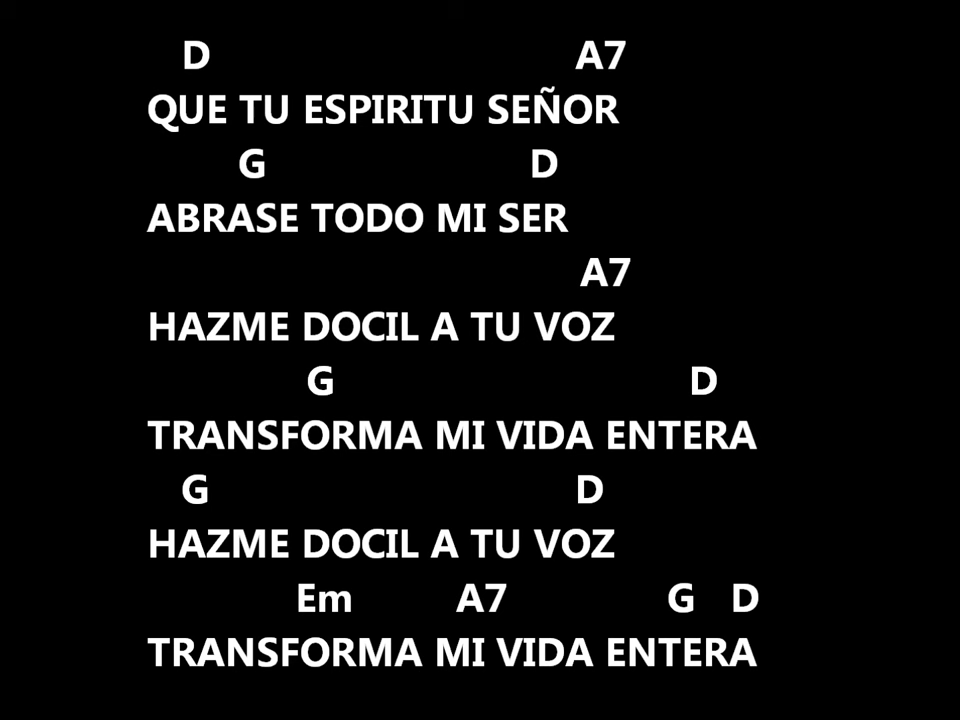 D A7
QUE TU ESPIRITU SEÑOR
G D
ABRASE TODO MI SER
A7
HAZME DOCIL A TU VOZ
G D
TRANSFORMA MI VIDA ENTERA
G D
HAZME DOCIL A TU VOZ
Em A7 G D
TRANSFORMA MI VIDA ENTERA